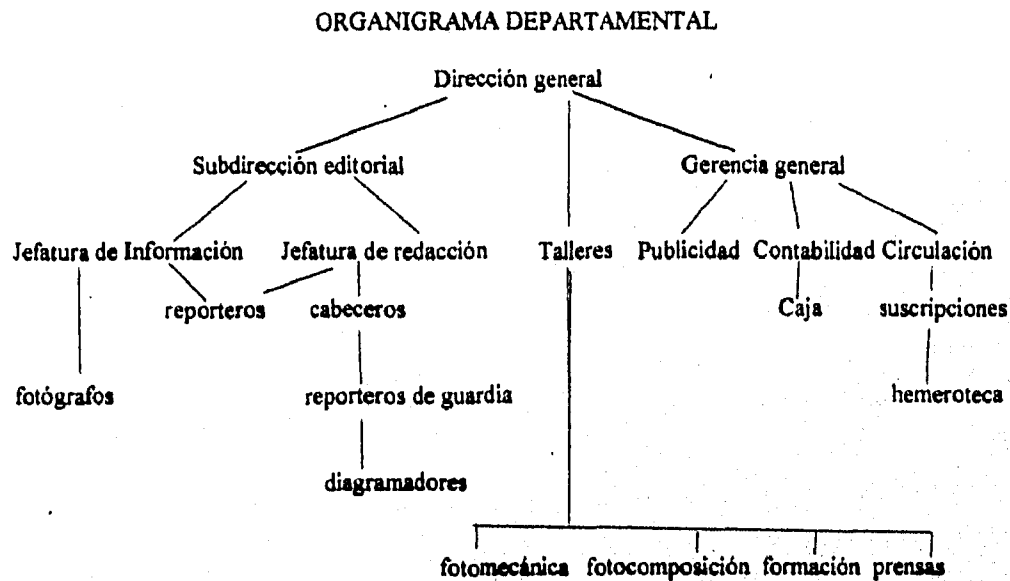 ORGANIGRAMA DEPARTAMENTAL
Dirección general
Subdirección editorial Gerencia general
Jefatura de Información Jefatura de redacción Talleres Publicidad Contabilidad Circulación
reporteros cabeceros Caja suscripciones
fotógrafos reporteros de guardia hemeroteca
diagramadores
fotomecánica fotocomposición formación prensas